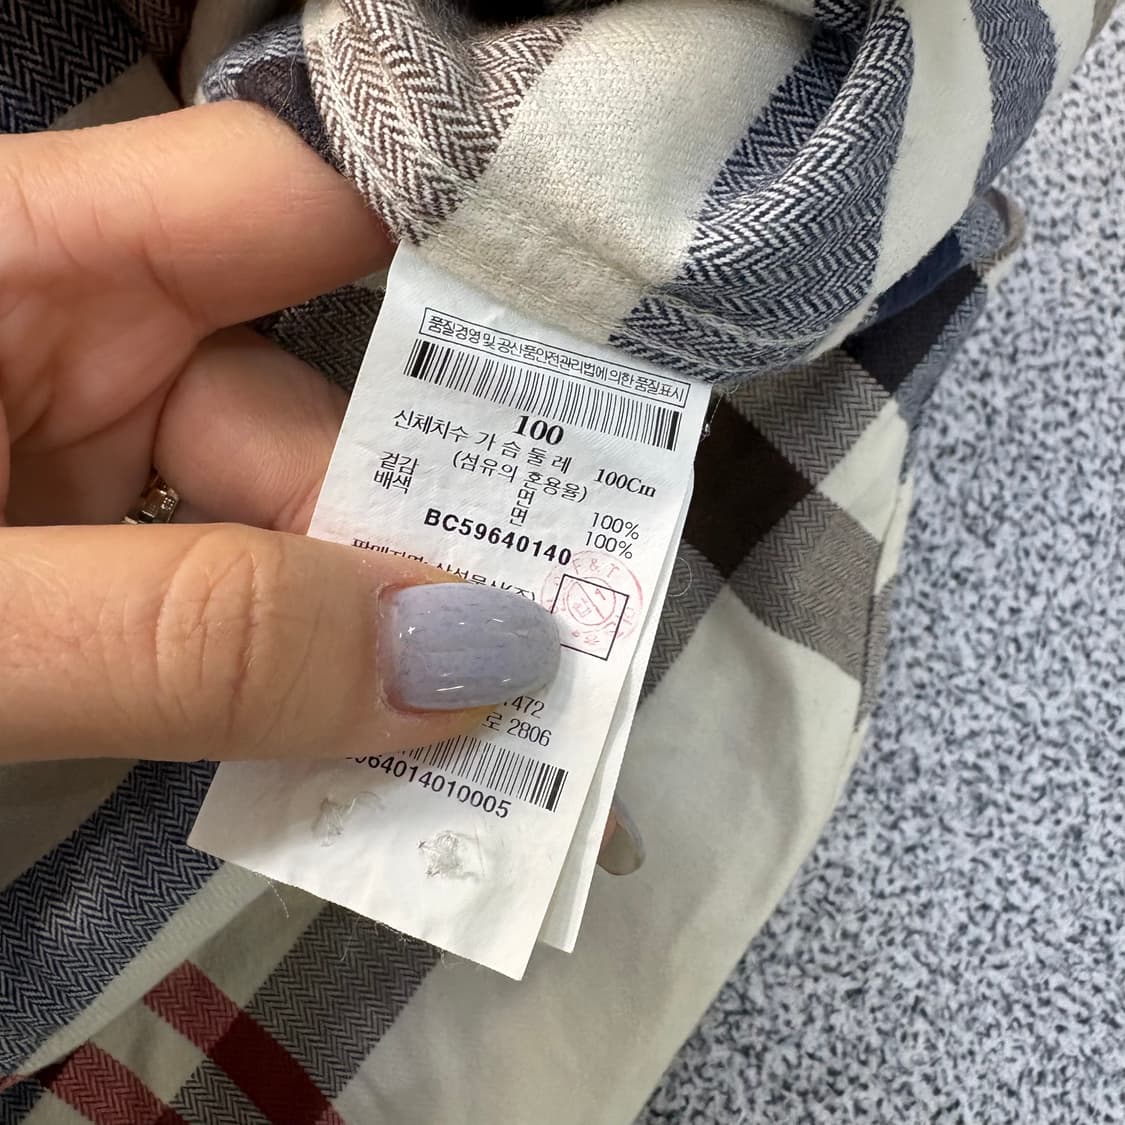 품질경영 및 공산품안전관리법에 의한 품질표시
100
신체치수 가 슴 둘 레 100Cm
(섬유의 혼용율)
겉감 면 100%
배색 면 100%
BC59640140
1472
로 2806
64014010005